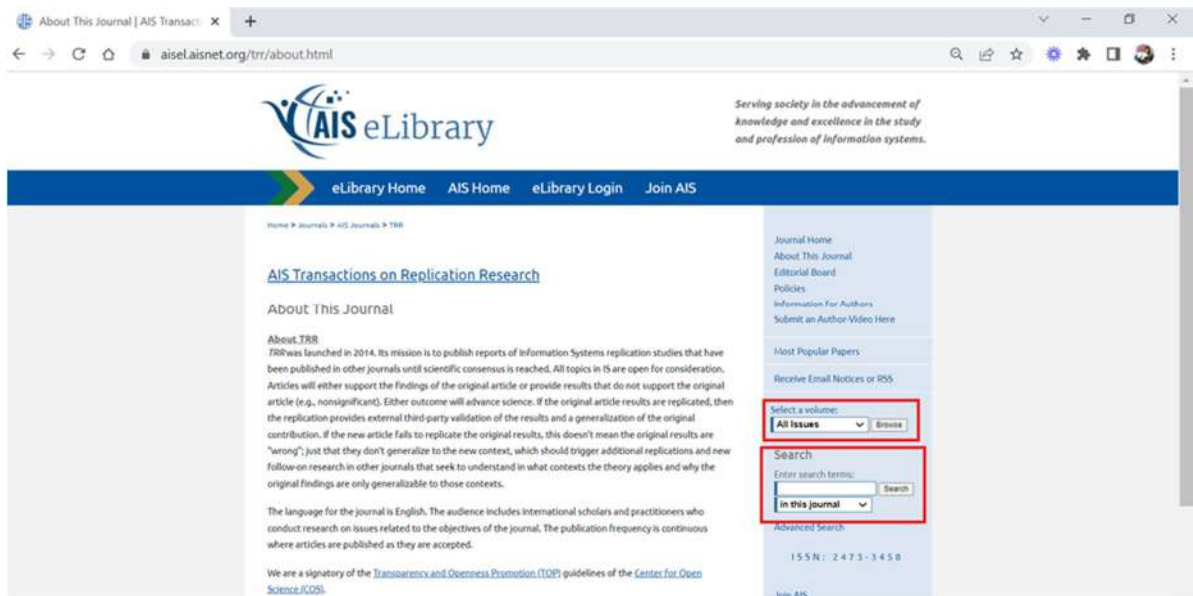 About This Journal | AIS Transact
aisel.aisnet.org/trr/about.html
AIS eLibrary
Serving society in the advancement of
knowledge and excellence in the study
and profession of information systems.
eLibrary Home AIS Home eLibrary Login Join AIS
Home > Journals > AIS Journals > TRR
AIS Transactions on Replication Research
About This Journal
About TRR
TRR was launched in 2014. Its mission is to publish reports of Information Systems replication studies that have
been published in other journals until scientific consensus is reached. All topics in IS are open for consideration.
Articles will either support the findings of the original article or provide results that do not support the original
article (e.g., nonsignificant). Either outcome will advance science. If the original article results are replicated, then
the replication provides external third-party validation of the results and a generalization of the original
contribution. If the new article fails to replicate the original results, this doesn't mean the original results are
"wrong"; just that they don't generalize to the new context, which should trigger additional replications and new
follow-on research in other journals that seek to understand in what contexts the theory applies and why the
original findings are only generalizable to those contexts.
The language for the journal is English. The audience includes international scholars and practitioners who
conduct research on issues related to the objectives of the journal. The publication frequency is continuous
where articles are published as they are accepted.
We are a signatory of the Transparency and Openness Promotion (TOP) guidelines of the Center for Open
Science (COS).
Journal Home
About This Journal
Editorial Board
Policies
Information for Authors
Submit an Author-Video Here
Most Popular Papers
Receive Email Notices or RSS
Select a volume:
All Issues Browse
Search
Enter search terms:
Search
in this journal
Advanced Search
ISSN: 2473-3458
Join AIS